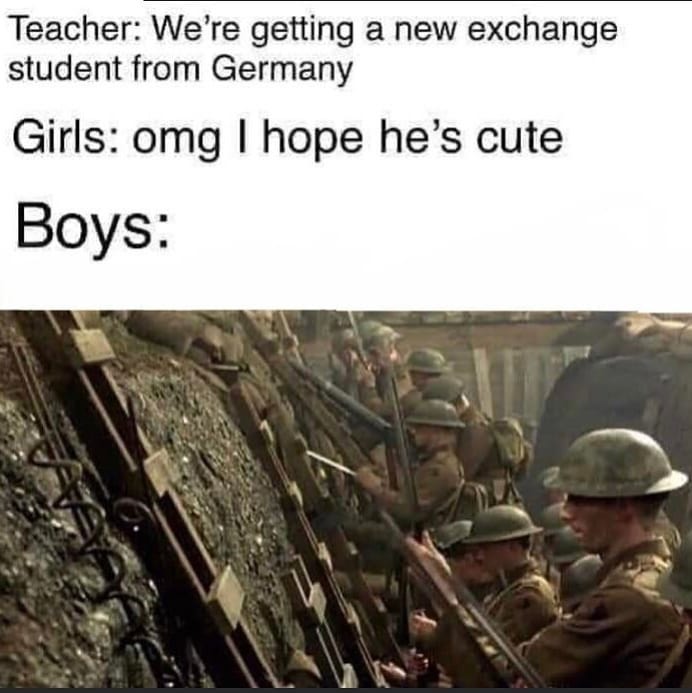 Teacher: We're getting a new exchange
student from Germany
Girls: omg I hope he's cute
Boys: